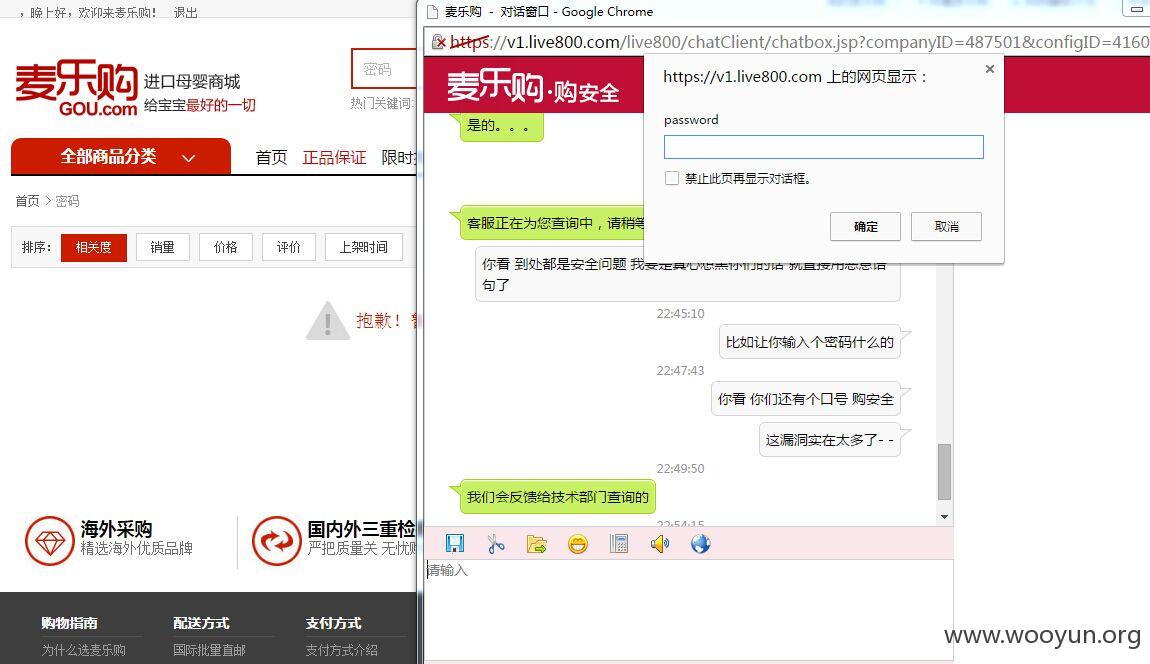 ，晚上好，欢迎来麦乐购！ 退出
麦乐购
GOU.com
进口母婴商城
给宝宝最好的一切
密码
热门关键词:
全部商品分类
首页 正品保证 限时
首页 > 密码
排序： 相关度 销量 价格 评价 上架时间
抱歉！
海外采购
精选海外优质品牌
国内外三重检
严把质量关 无忧
购物指南 配送方式 支付方式
为什么选麦乐购 国际批量直邮 支付方式介绍
麦乐购 - 对话窗口 - Google Chrome
https://v1.live800.com/live800/chatClient/chatbox.jsp?companyID=487501&configID=4160
麦乐购·购安全
https://v1.live800.com 上的网页显示：
password
禁止此页再显示对话框。
确定 取消
是的。。。
客服正在为您查询中，请稍等
你看 到处都是安全问题 我要是真心想黑你们的话 就直接用恶意语
句了
22:45:10
比如让你输入个密码什么的
22:47:43
你看 你们还有个口号 购安全
这漏洞实在太多了- -
22:49:50
我们会反馈给技术部门查询的
22:54:15
请输入
www.wooyun.org